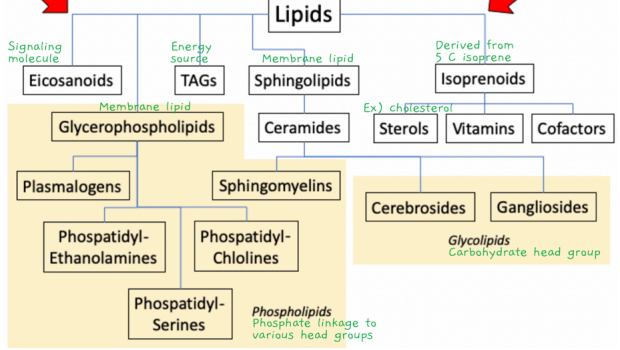 Lipids
Signaling
molecule
Energy
source
Membrane lipid
Derived from
5 C isoprene
Eicosanoids
TAGs
Sphingolipids
Isoprenoids
Membrane lipid
Ex) cholesterol
Glycerophospholipids
Ceramides
Sterols
Vitamins
Cofactors
Plasmalogens
Sphingomyelins
Cerebrosides
Gangliosides
Phospatidyl-
Ethanolamines
Phospatidyl-
Chlolines
Glycolipids
Carbohydrate head group
Phospatidyl-
Serines
Phospholipids
Phosphate linkage to
various head groups